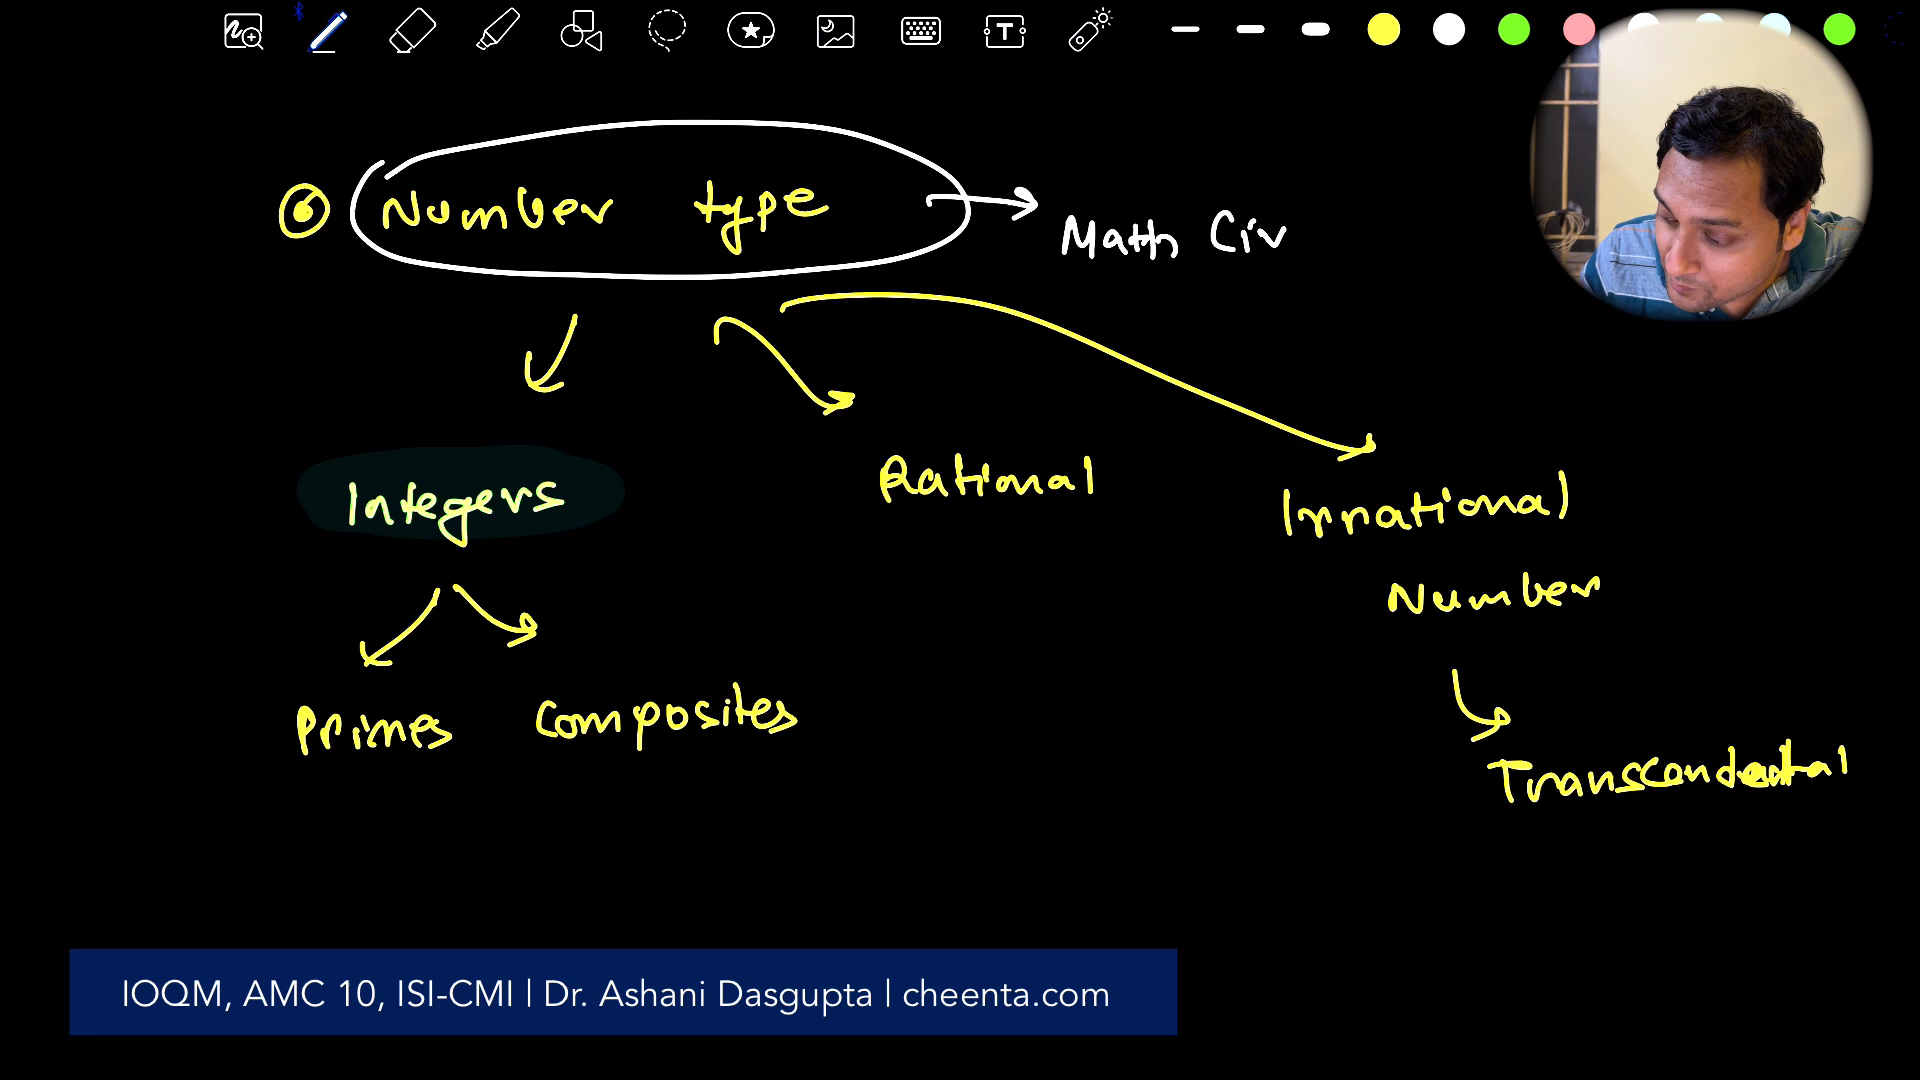 Number type
Math Civ
Integers
Rational
Irrational
Number
Primes
Composites
Transcendental
IOQM, AMC 10, ISI-CMI | Dr. Ashani Dasgupta | cheenta.com